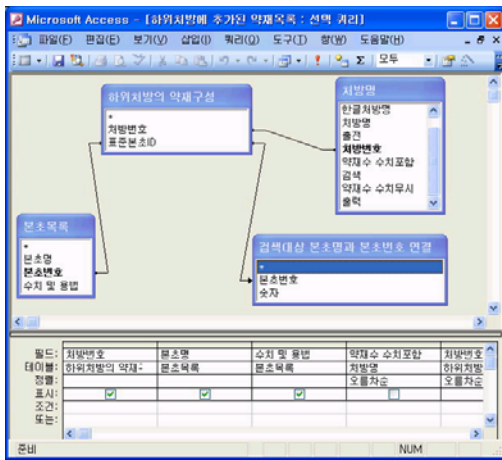 Microsoft Access - [하위처방에 추가된 약재목록 : 선택 쿼리]
파일(F) 편집(E) 보기(V) 삽입(I) 쿼리(Q) 도구(T) 창(W) 도움말(H)
모두
하위처방의 약재구성
*
처방번호
표준본초ID
처방명
한글처방명
처방명
출전
처방번호
약재수 수치포함
검색
약재수 수치무시
출력
본초목록
*
본초명
본초번호
수치 및 용법
검색대상 본초명과 본초번호 연결
*
본초번호
숫자
필드: 처방번호 본초명 수치 및 용법 약재수 수치포함 처방번호
테이블: 하위처방의 약재 본초목록 본초목록 처방명 하위처방
정렬: 오름차순 오름차순
표시:
조건:
또는:
준비 NUM